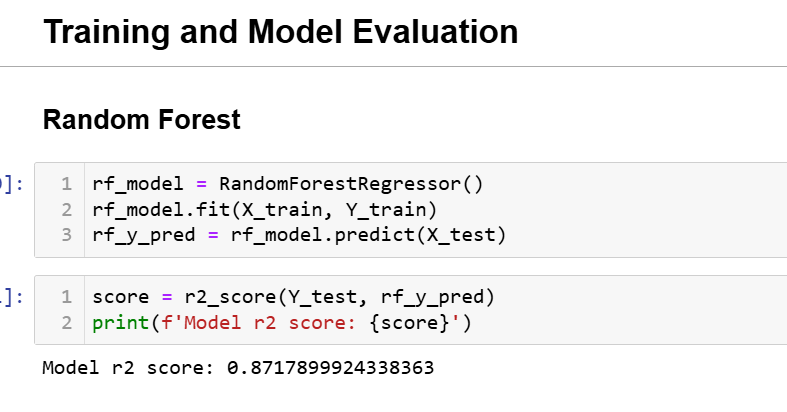 Training and Model Evaluation
Random Forest
]:
1 rf_model = RandomForestRegressor()
2 rf_model.fit(X_train, Y_train)
3 rf_y_pred = rf_model.predict(X_test)
]:
1 score = r2_score(Y_test, rf_y_pred)
2 print(f'Model r2 score: {score}')
Model r2 score: 0.8717899924338363